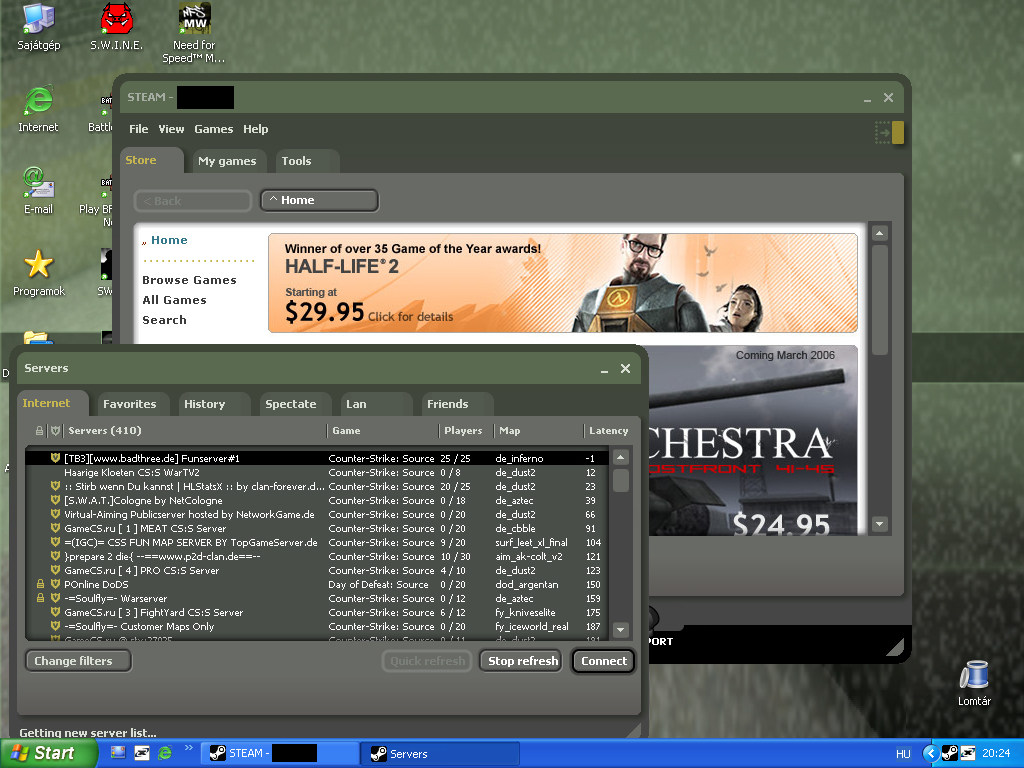 Sajátgép
S.W.I.N.E.
NFS
MW
Need for
Speed™ M...
Internet
E-mail
Programok
STEAM -
File View Games Help
Store My games Tools
< Back ^ Home
Home
Browse Games
All Games
Search
Winner of over 35 Game of the Year awards!
HALF-LIFE® 2
Starting at
$29.95 Click for details
Coming March 2006
$24.95
Servers
Internet Favorites History Spectate Lan Friends
Servers (410) Game Players Map Latency
[TB3][www.badthree.de] Funserver#1 Counter-Strike: Source 25 / 25 de_inferno -1
Haarige Kloeten CS:S WarTV2 Counter-Strike: Source 0 / 8 de_dust2 12
:: Stirb wenn Du kannst | HLStatsX :: by clan-forever.d... Counter-Strike: Source 20 / 25 de_dust2 23
[S.W.A.T.]Cologne by NetCologne Counter-Strike: Source 0 / 18 de_aztec 39
Virtual-Aiming Publicserver hosted by NetworkGame.de Counter-Strike: Source 0 / 20 de_dust2 66
GameCS.ru [ 1 ] MEAT CS:S Server Counter-Strike: Source 0 / 20 de_cbble 91
=(IGC)= CSS FUN MAP SERVER BY TopGameServer.de Counter-Strike: Source 9 / 20 surf_leet_xl_final 104
}prepare 2 die{ --==www.p2d-clan.de==-- Counter-Strike: Source 10 / 30 aim_ak-colt_v2 121
GameCS.ru [ 4 ] PRO CS:S Server Counter-Strike: Source 4 / 10 de_dust2 123
POnline DoDS Day of Defeat: Source 0 / 20 dod_argentan 150
-=Soulfly=- Warserver Counter-Strike: Source 0 / 12 de_aztec 159
GameCS.ru [ 3 ] FightYard CS:S Server Counter-Strike: Source 6 / 12 fy_kniveselite 175
-=Soulfly=- Customer Maps Only Counter-Strike: Source 0 / 20 fy_iceworld_real 187
Change filters Quick refresh Stop refresh Connect
Getting new server list...
Lomtár
Start STEAM - Servers HU 20:24